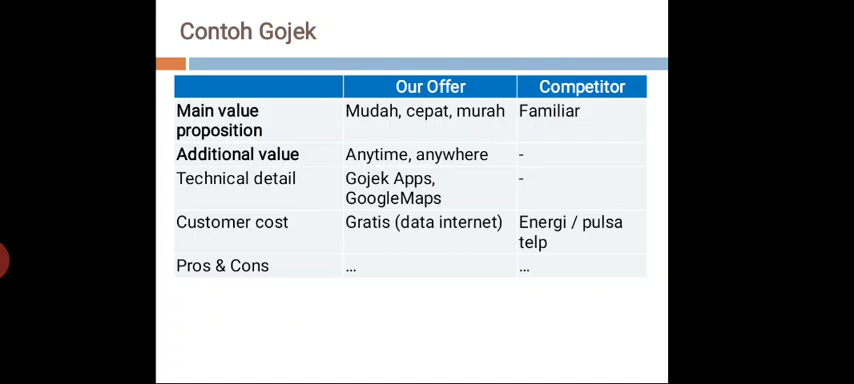 Contoh Gojek
Our Offer Competitor
Main value Mudah, cepat, murah Familiar
proposition
Additional value Anytime, anywhere -
Technical detail Gojek Apps, -
GoogleMaps
Customer cost Gratis (data internet) Energi / pulsa
telp
Pros & Cons ... ...